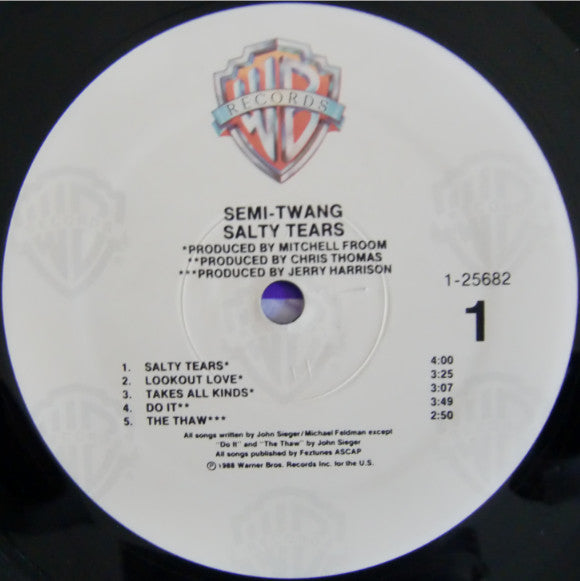 WB
RECORDS
SEMI-TWANG
SALTY TEARS
*PRODUCED BY MITCHELL FROOM
**PRODUCED BY CHRIS THOMAS
***PRODUCED BY JERRY HARRISON
1-25682
1
1. SALTY TEARS* 4:00
2. LOOKOUT LOVE* 3:25
3. TAKES ALL KINDS* 3:07
4. DO IT** 3:49
5. THE THAW*** 2:50
All songs written by John Sieger/Michael Feldman except
"Do It" and "The Thaw" by John Sieger
All songs published by Feztunes ASCAP
℗ 1988 Warner Bros. Records Inc. for the U.S.